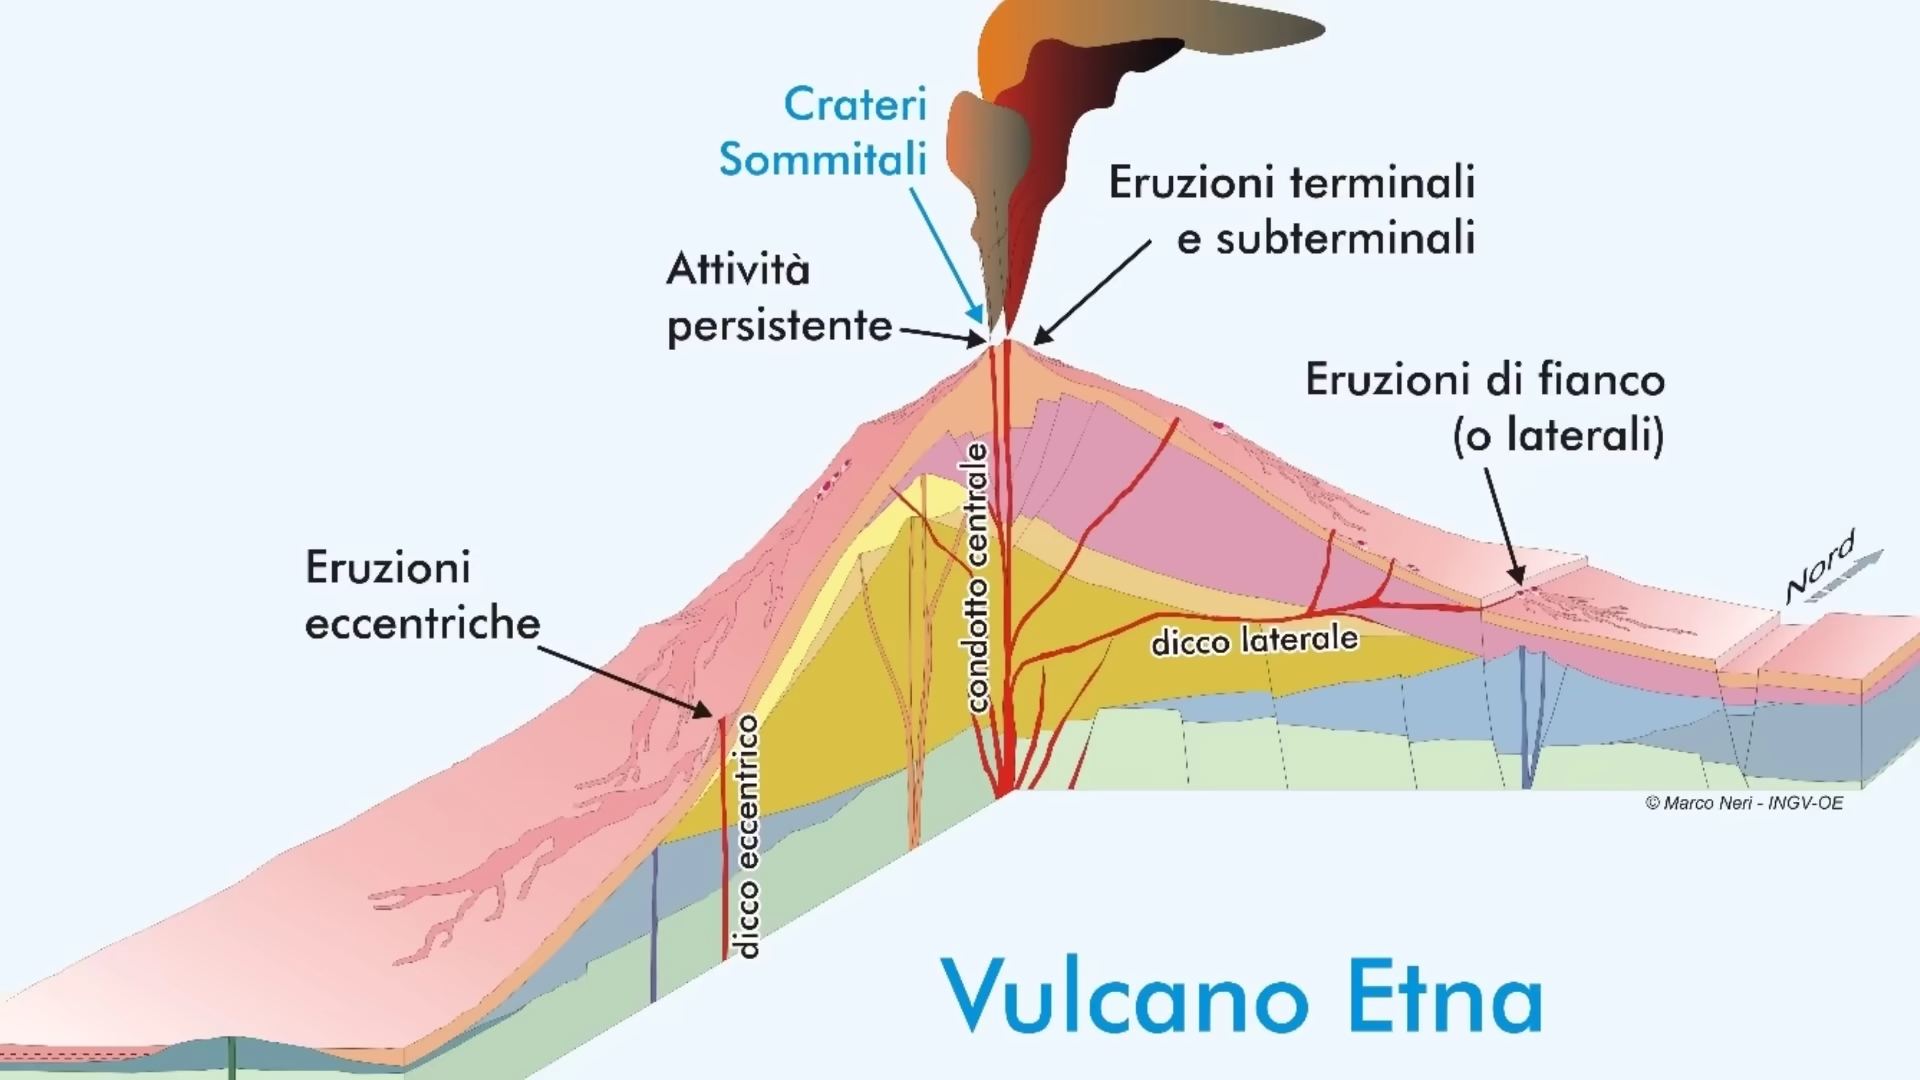 Crateri
Sommitali
Eruzioni terminali
e subterminali
Attività
persistente
Eruzioni di fianco
(o laterali)
Nord
Eruzioni
eccentriche
condotto centrale
dicco laterale
dicco eccentrico
© Marco Neri - INGV-OE
Vulcano Etna